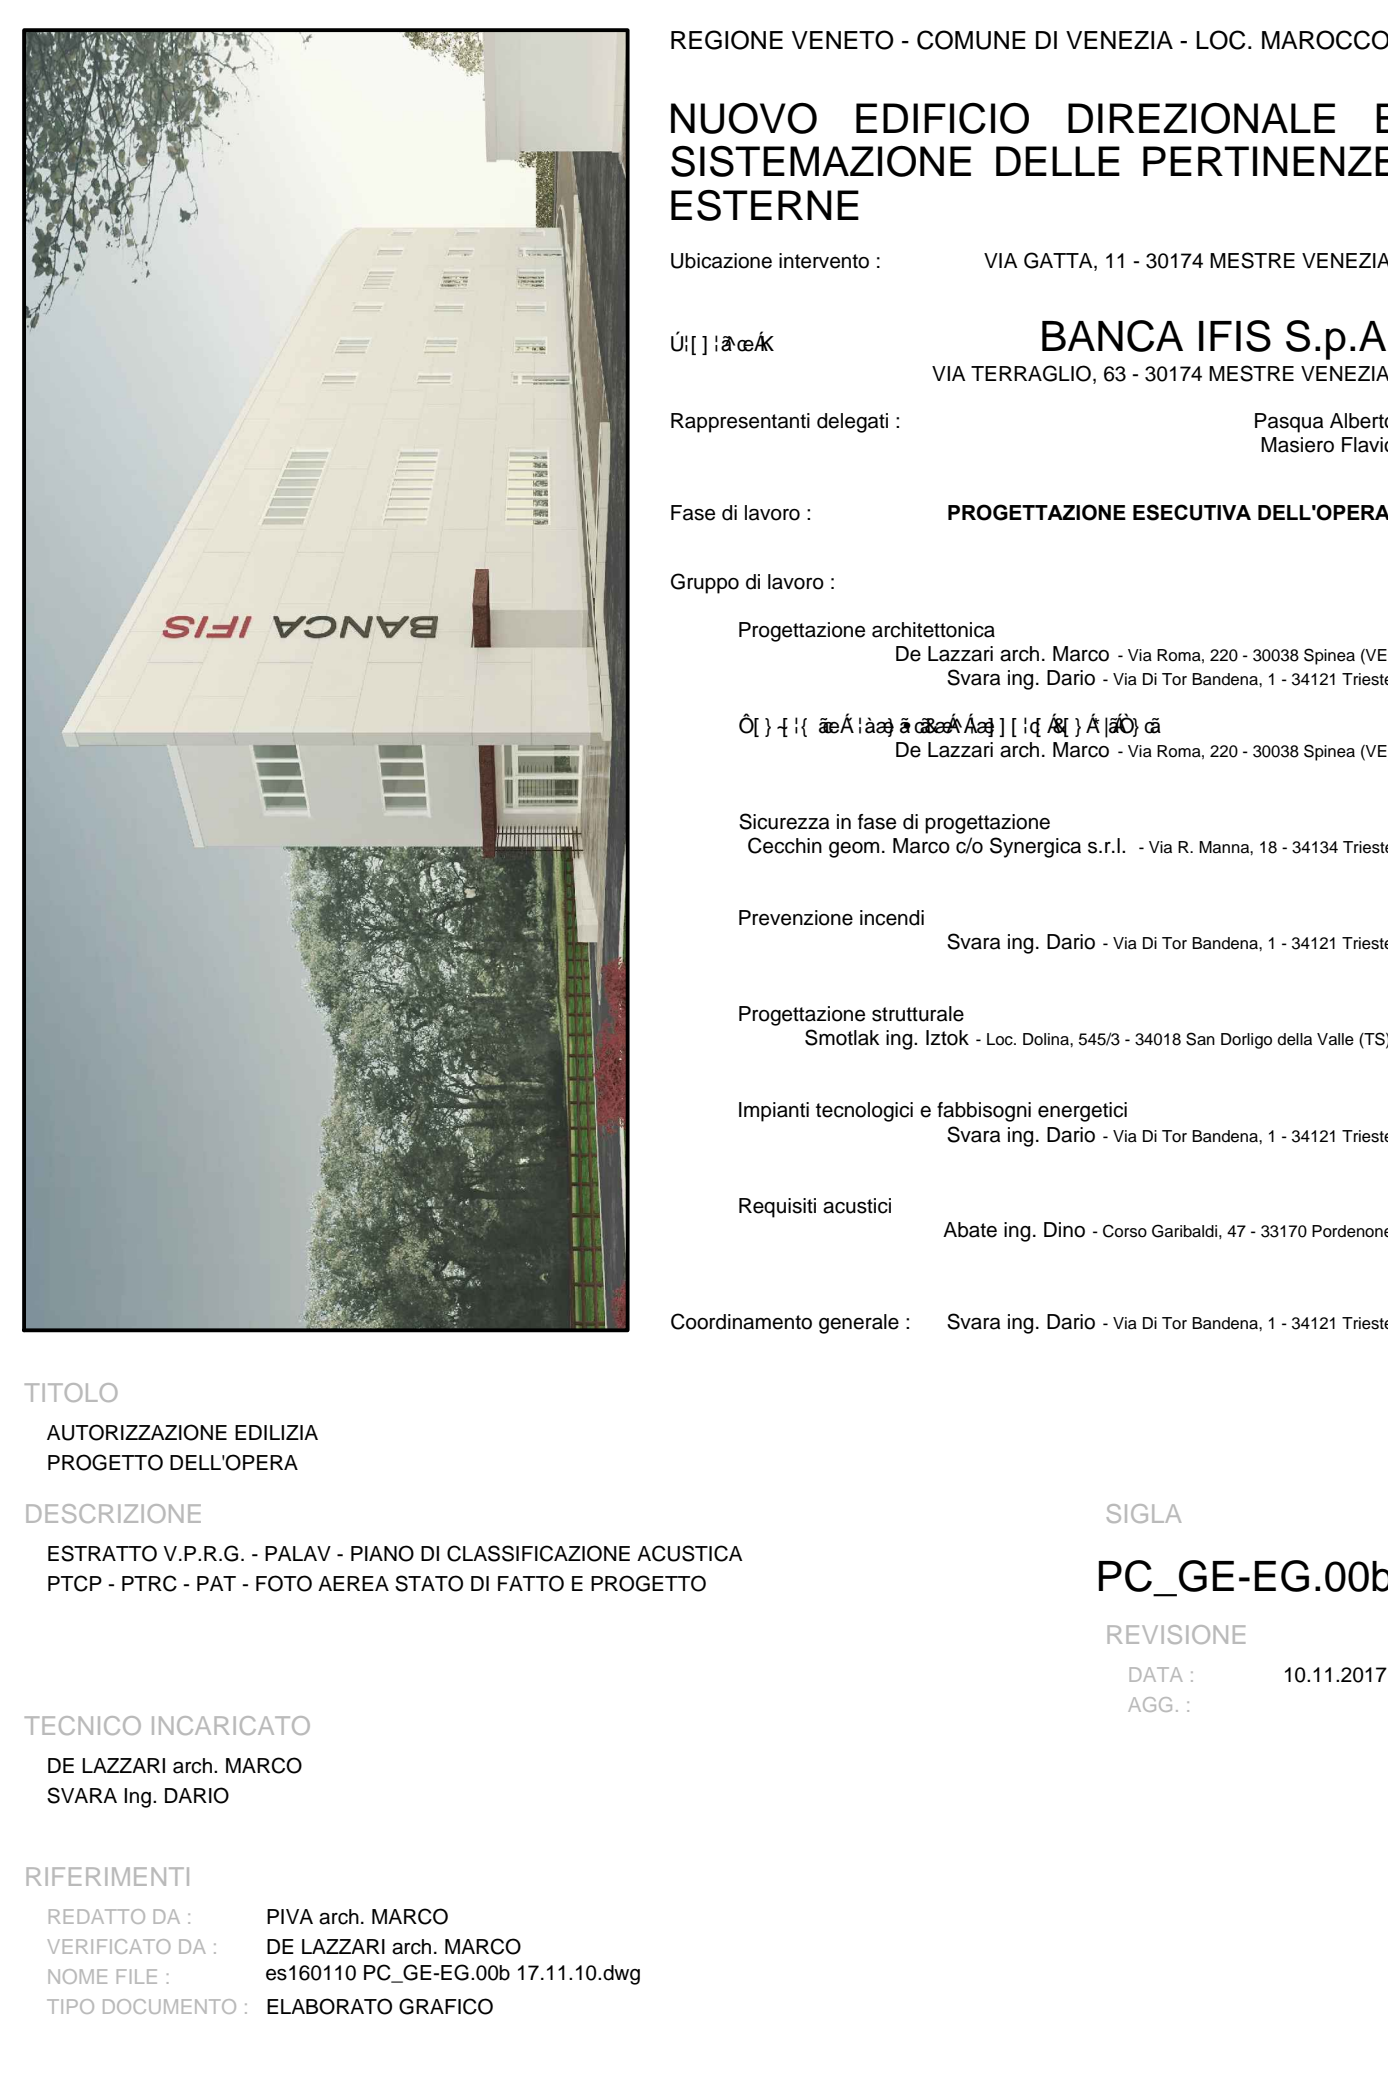 REGIONE VENETO - COMUNE DI VENEZIA - LOC. MAROCCO
NUOVO EDIFICIO DIREZIONALE E
SISTEMAZIONE DELLE PERTINENZE
ESTERNE
Ubicazione intervento : VIA GATTA, 11 - 30174 MESTRE VENEZIA
BANCA IFIS S.p.A.
VIA TERRAGLIO, 63 - 30174 MESTRE VENEZIA
Rappresentanti delegati : Pasqua Alberto
Masiero Flavio
Fase di lavoro : PROGETTAZIONE ESECUTIVA DELL'OPERA
Gruppo di lavoro :
Progettazione architettonica
De Lazzari arch. Marco - Via Roma, 220 - 30038 Spinea (VE
Svara ing. Dario - Via Di Tor Bandena, 1 - 34121 Trieste
De Lazzari arch. Marco - Via Roma, 220 - 30038 Spinea (VE
Sicurezza in fase di progettazione
Cecchin geom. Marco c/o Synergica s.r.l. - Via R. Manna, 18 - 34134 Trieste
Prevenzione incendi
Svara ing. Dario - Via Di Tor Bandena, 1 - 34121 Trieste
Progettazione strutturale
Smotlak ing. Iztok - Loc. Dolina, 545/3 - 34018 San Dorligo della Valle (TS)
Impianti tecnologici e fabbisogni energetici
Svara ing. Dario - Via Di Tor Bandena, 1 - 34121 Trieste
Requisiti acustici
Abate ing. Dino - Corso Garibaldi, 47 - 33170 Pordenone
Coordinamento generale : Svara ing. Dario - Via Di Tor Bandena, 1 - 34121 Trieste
BANCA IFIS
TITOLO
AUTORIZZAZIONE EDILIZIA
PROGETTO DELL'OPERA
DESCRIZIONE
ESTRATTO V.P.R.G. - PALAV - PIANO DI CLASSIFICAZIONE ACUSTICA
PTCP - PTRC - PAT - FOTO AEREA STATO DI FATTO E PROGETTO
SIGLA
PC_GE-EG.00b
REVISIONE
DATA : 10.11.2017
AGG. :
TECNICO INCARICATO
DE LAZZARI arch. MARCO
SVARA Ing. DARIO
RIFERIMENTI
REDATTO DA : PIVA arch. MARCO
VERIFICATO DA : DE LAZZARI arch. MARCO
NOME FILE : es160110 PC_GE-EG.00b 17.11.10.dwg
TIPO DOCUMENTO : ELABORATO GRAFICO